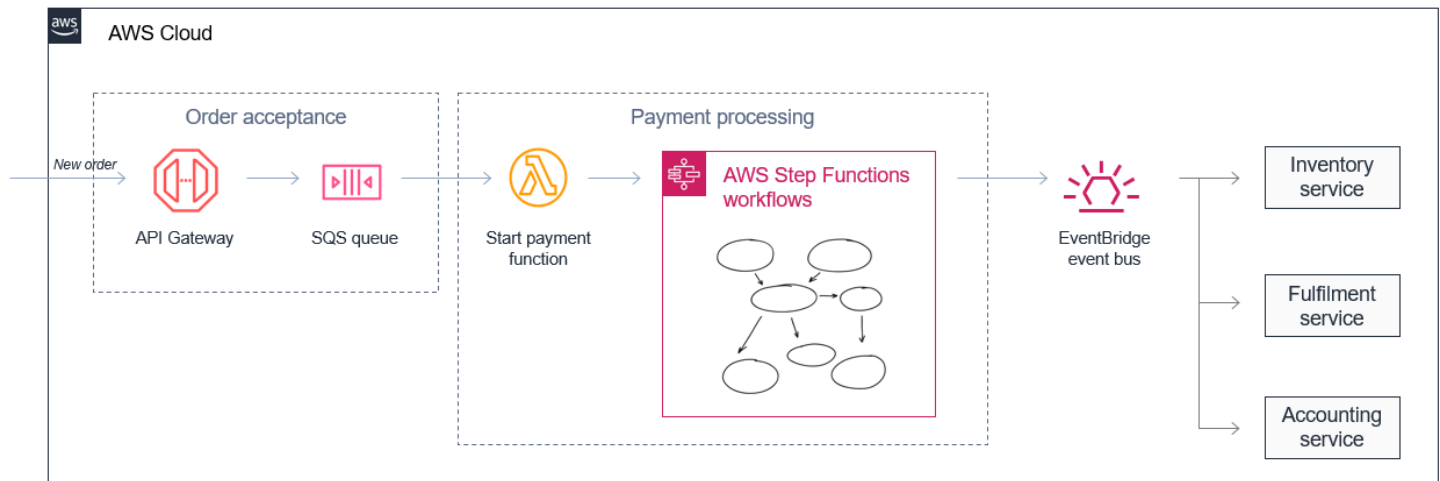 aws
AWS Cloud
Order acceptance
Payment processing
New order
AWS Step Functions
workflows
Inventory
service
API Gateway
SQS queue
Start payment
function
EventBridge
event bus
Fulfilment
service
Accounting
service